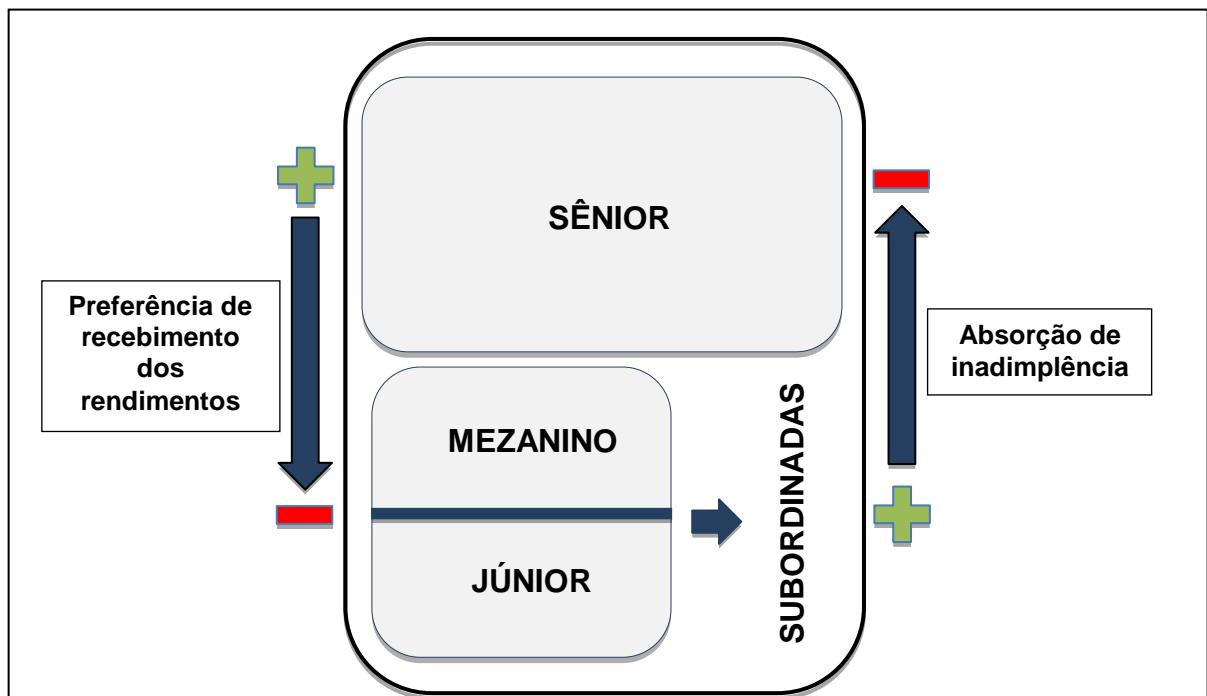 SÊNIOR
Preferência de
recebimento
dos
rendimentos
Absorção de
inadimplência
MEZANINO
JÚNIOR
SUBORDINADAS